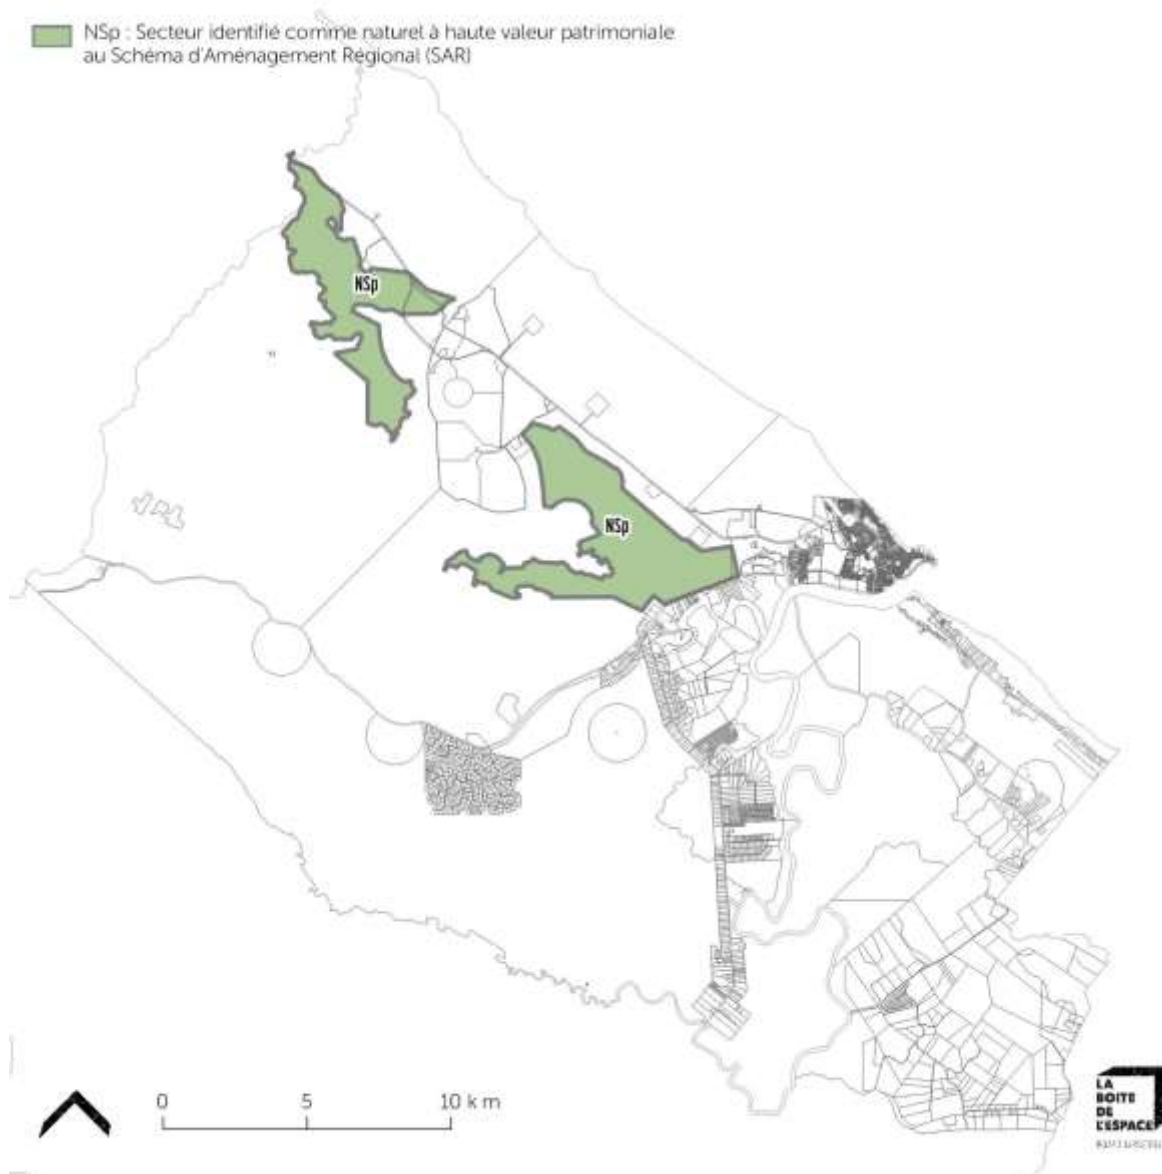 NSp : Secteur identifié comme naturel à haute valeur patrimoniale
au Schéma d'Aménagement Régional (SAR)
NSp
NSp
0 5 10 km
LA
BOITE
DE
L'ESPACE